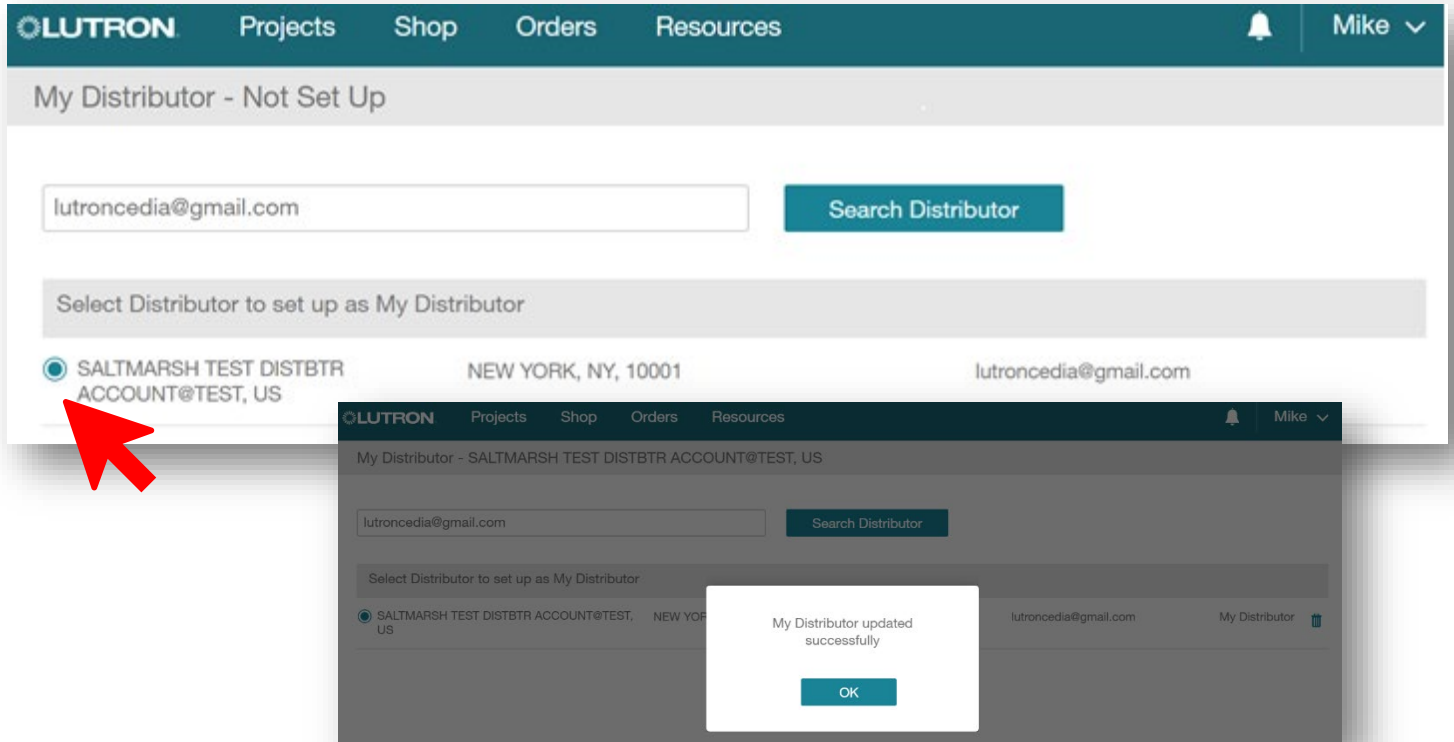 LUTRON Projects Shop Orders Resources Mike
My Distributor - Not Set Up
lutroncedia@gmail.com Search Distributor
Select Distributor to set up as My Distributor
SALTMARSH TEST DISTBTR NEW YORK, NY, 10001 lutroncedia@gmail.com
ACCOUNT@TEST, US
LUTRON Projects Shop Orders Resources Mike
My Distributor - SALTMARSH TEST DISTBTR ACCOUNT@TEST, US
lutroncedia@gmail.com Search Distributor
Select Distributor to set up as My Distributor
SALTMARSH TEST DISTBTR ACCOUNT@TEST, NEW YOR lutroncedia@gmail.com My Distributor
US
My Distributor updated
successfully
OK